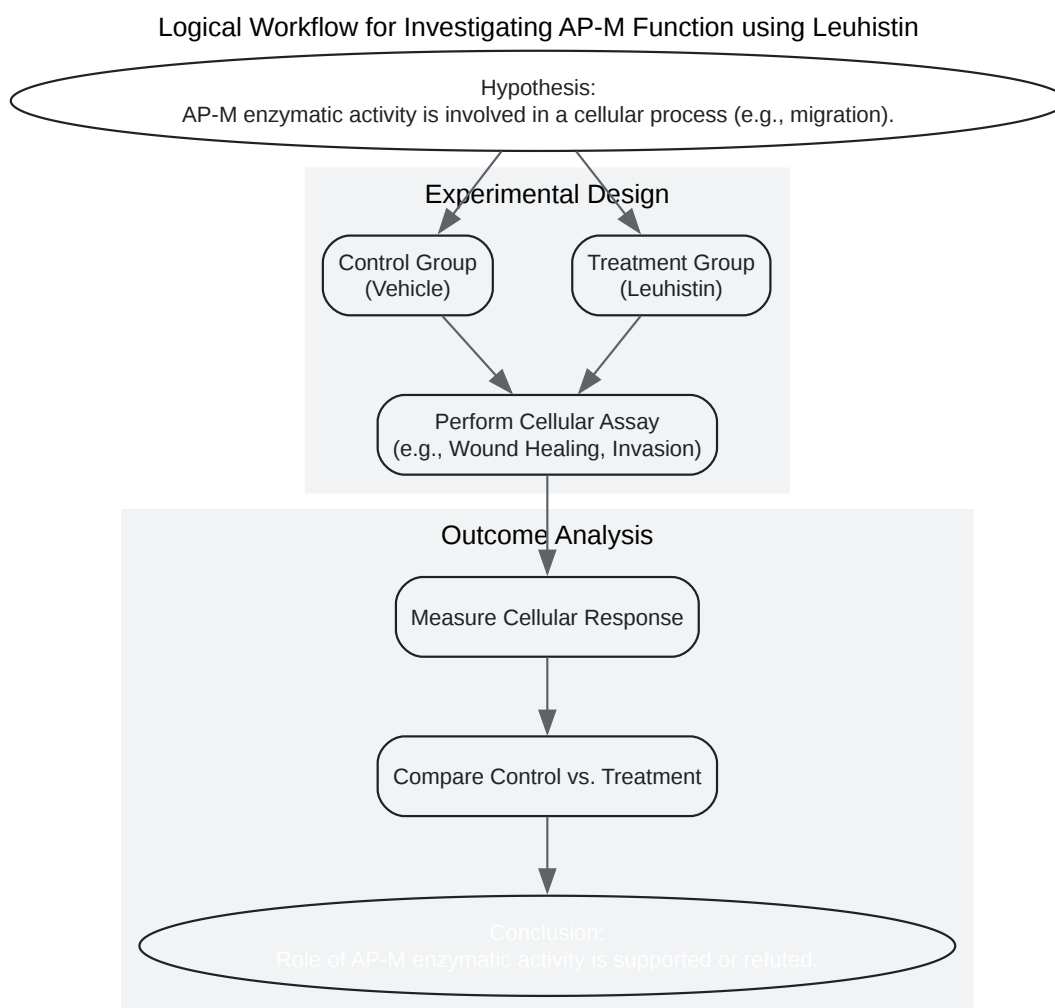 Logical Workflow for Investigating AP-M Function using Leuhistin
Hypothesis:
AP-M enzymatic activity is involved in a cellular process (e.g., migration).
Experimental Design
Control Group
(Vehicle)
Treatment Group
(Leuhistin)
Perform Cellular Assay
(e.g., Wound Healing, Invasion)
Outcome Analysis
Measure Cellular Response
Compare Control vs. Treatment
Conclusion:
Role of AP-M enzymatic activity is supported or refuted.